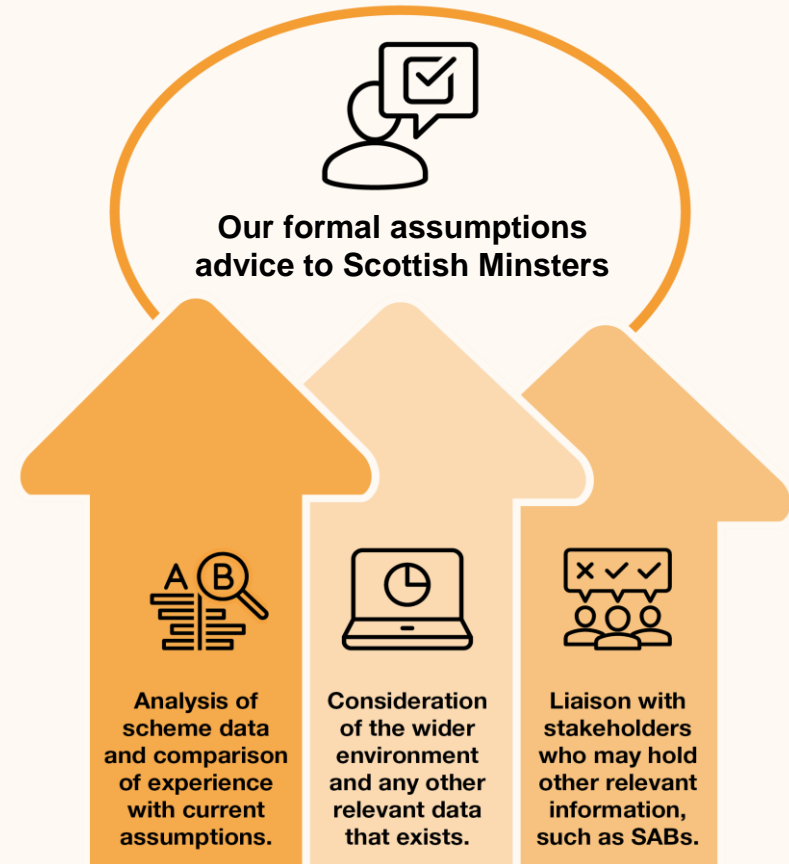 Our formal assumptions
advice to Scottish Minsters
A B
Analysis of
scheme data
and comparison
of experience
with current
assumptions.
Consideration
of the wider
environment
and any other
relevant data
that exists.
Liaison with
stakeholders
who may hold
other relevant
information,
such as SABs.